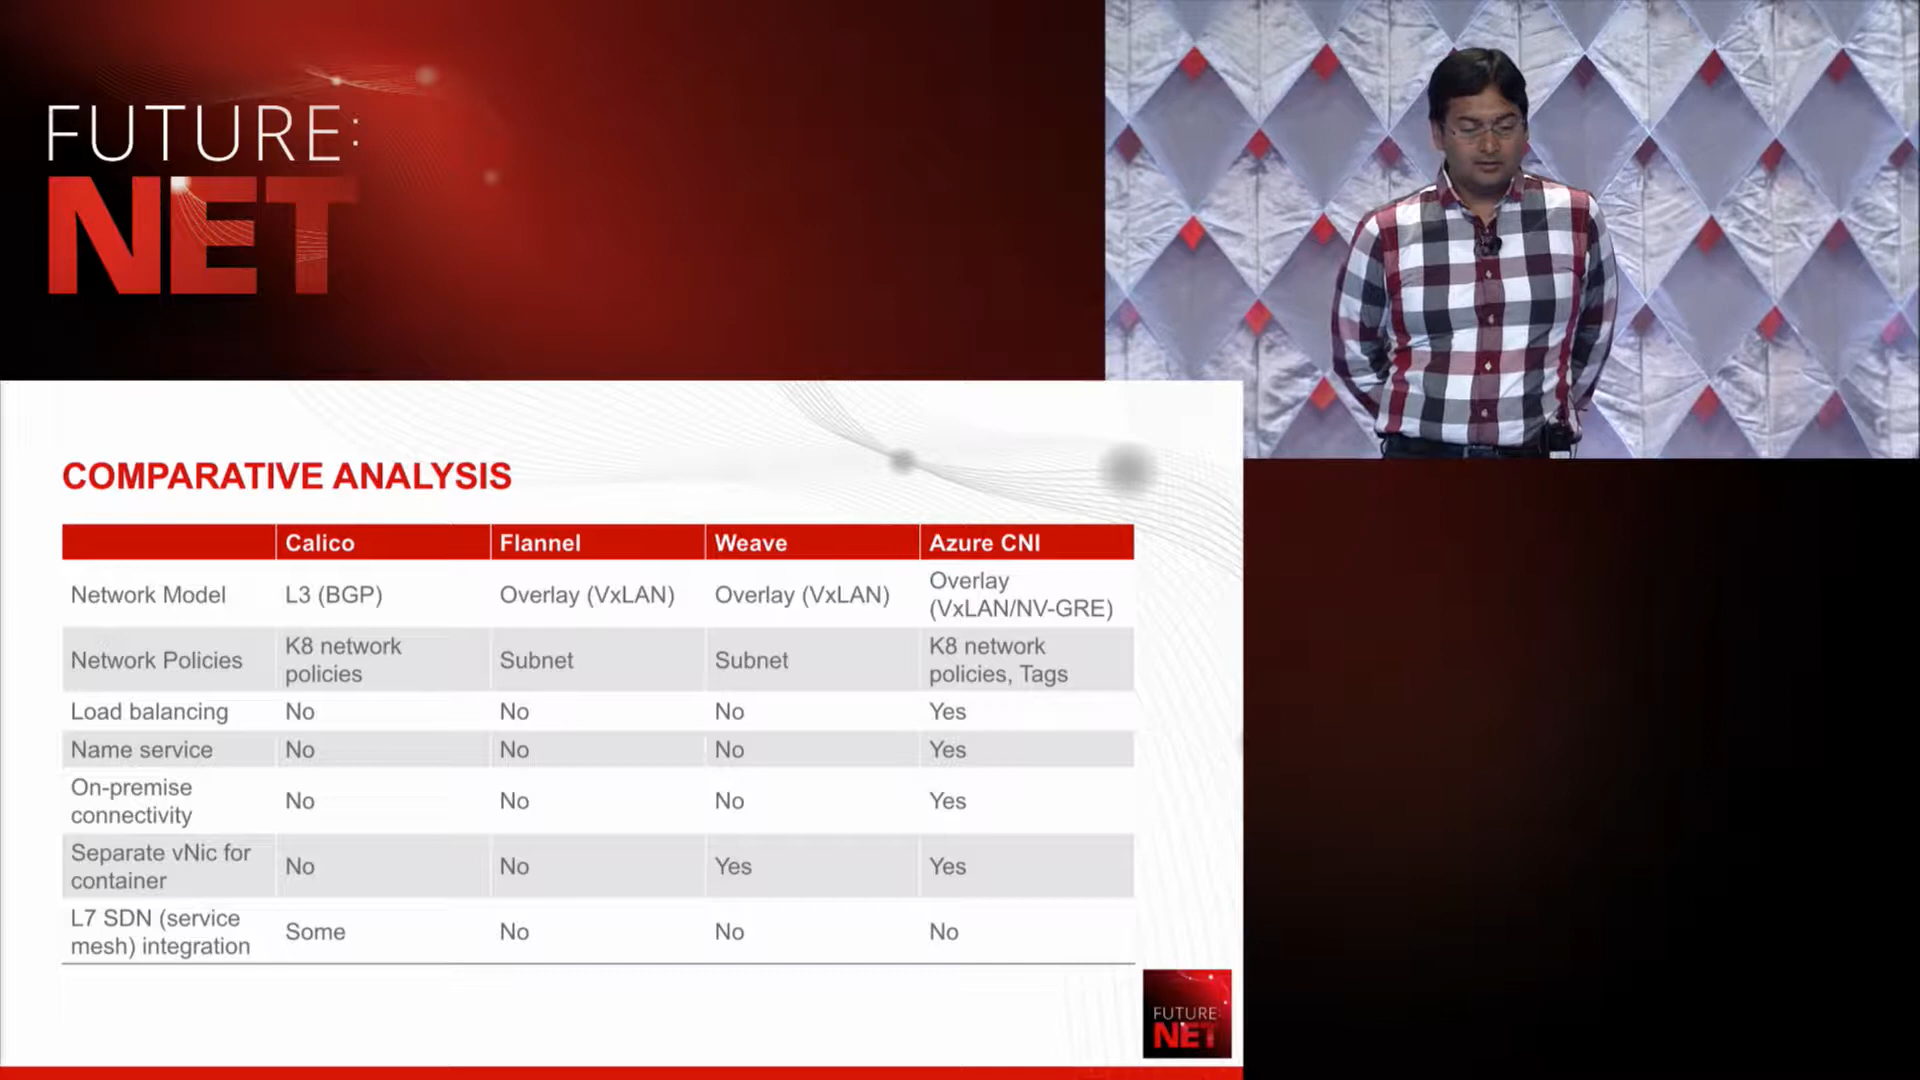 FUTURE:
NET
COMPARATIVE ANALYSIS
Calico Flannel Weave Azure CNI
Network Model L3 (BGP) Overlay (VxLAN) Overlay (VxLAN) Overlay
(VxLAN/NV-GRE)
Network Policies K8 network
policies Subnet Subnet K8 network
policies, Tags
Load balancing No No No Yes
Name service No No No Yes
On-premise
connectivity No No No Yes
Separate vNic for
container No No Yes Yes
L7 SDN (service
mesh) integration Some No No No
FUTURE:
NET